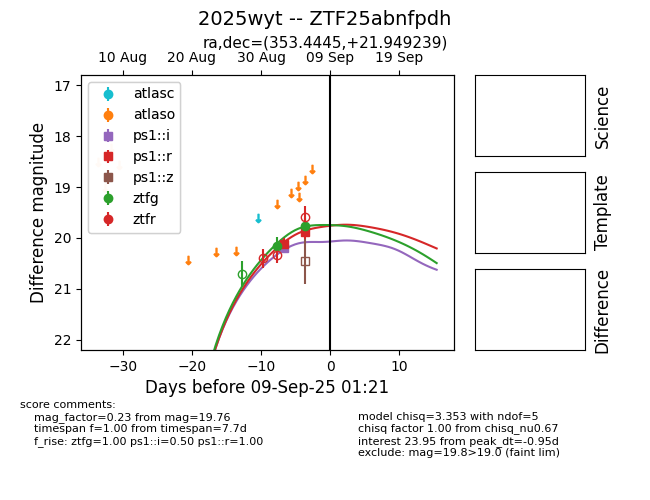 2025wyt -- ZTF25abnfpdh
ra,dec=(353.4445,+21.949239)
10 Aug 20 Aug 30 Aug 09 Sep 19 Sep
17
18
19
20
21
22
Difference magnitude
atlasc
atlaso
ps1::i
ps1::r
ps1::z
ztfg
ztfr
−30 −20 −10 0 10
Days before 09-Sep-25 01:21
Science
Template
Difference
score comments:
mag_factor=0.23 from mag=19.76
timespan f=1.00 from timespan=7.7d
f_rise: ztfg=1.00 ps1::i=0.50 ps1::r=1.00
model chisq=3.353 with ndof=5
chisq factor 1.00 from chisq_nu0.67
interest 23.95 from peak_dt=-0.95d
exclude: mag=19.8>19.0 (faint lim)